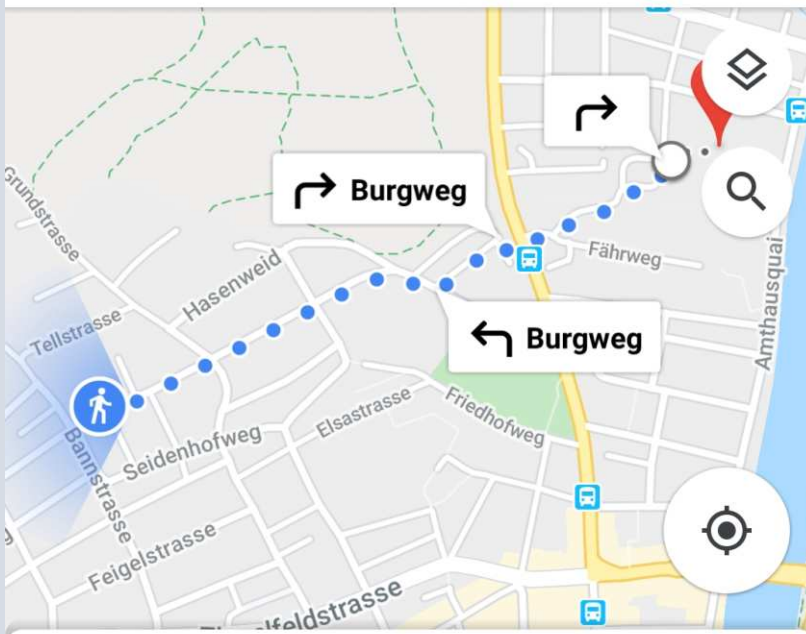 Burgweg
Grundstrasse
Hasenweid
Fährweg
Tellstrasse
Amthausquai
Burgweg
Elsastrasse
Friedhofweg
Seidenhofweg
Bannstrasse
Feigelstrasse